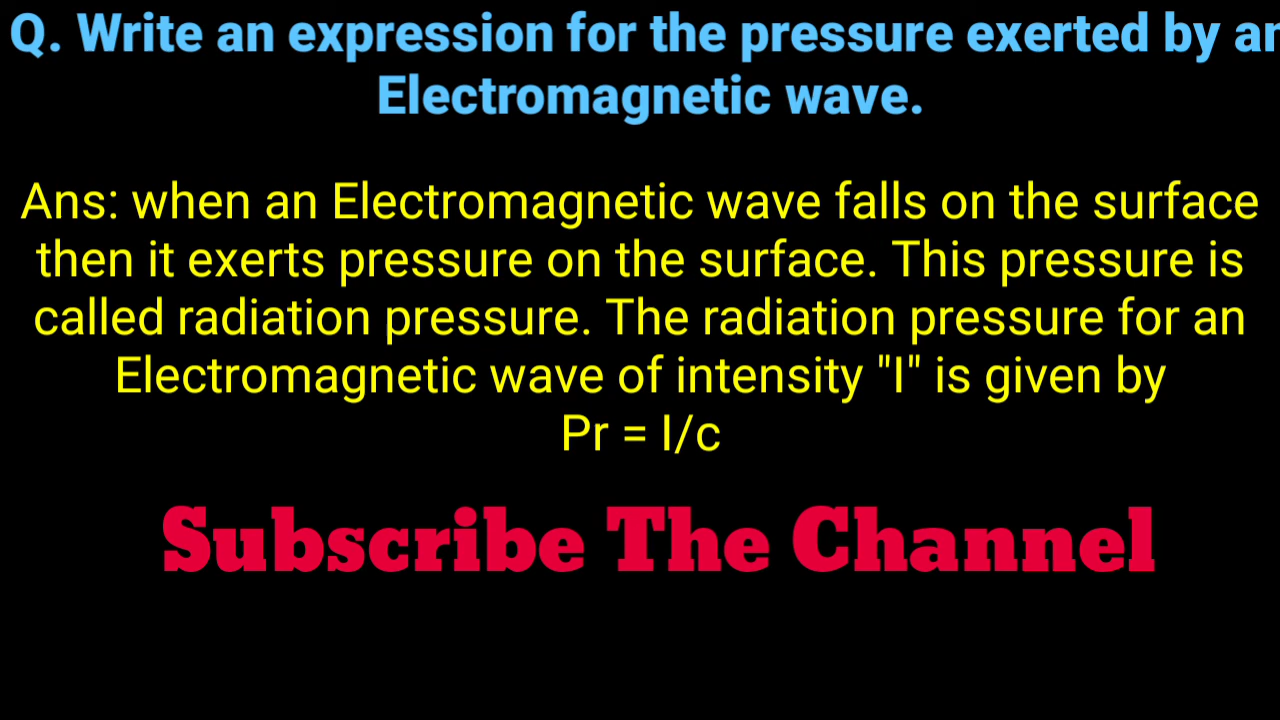 Q. Write an expression for the pressure exerted by an
Electromagnetic wave.
Ans: when an Electromagnetic wave falls on the surface
then it exerts pressure on the surface. This pressure is
called radiation pressure. The radiation pressure for an
Electromagnetic wave of intensity "I" is given by
Pr = I/c
Subscribe The Channel